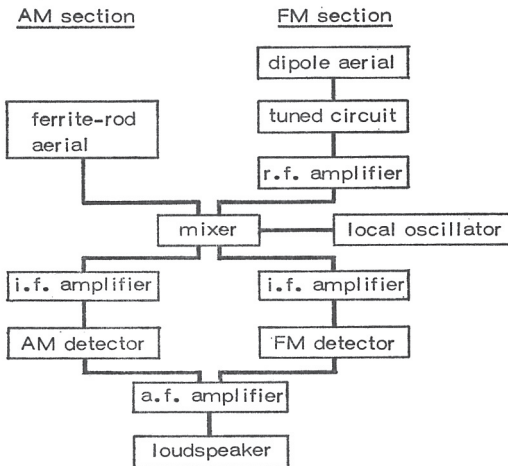 AM section
FM section
dipole aerial
ferrite-rod
aerial
tuned circuit
r.f. amplifier
mixer
local oscillator
i.f. amplifier
i.f. amplifier
AM detector
FM detector
a.f. amplifier
loudspeaker